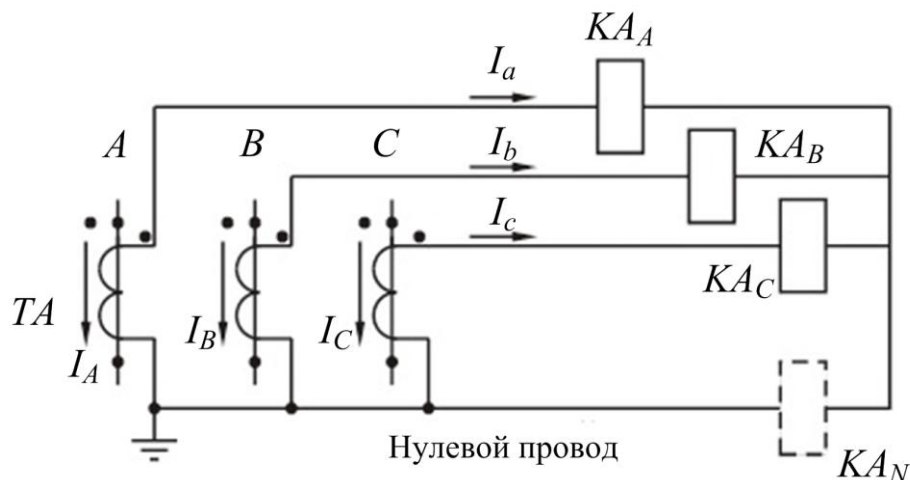 KA_A
I_a
A
B
C
I_b
KA_B
I_c
KA_C
TA
I_A
I_B
I_C
Нулевой провод
KA_N